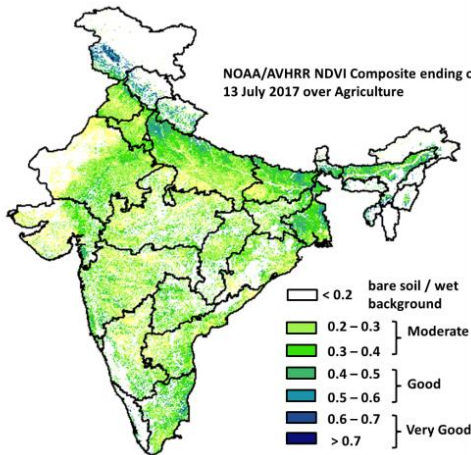 NOAA/AVHRR NDVI Composite ending o
13 July 2017 over Agriculture
< 0.2 bare soil / wet
background
0.2 – 0.3
Moderate
0.3 – 0.4
0.4 – 0.5
Good
0.5 – 0.6
0.6 – 0.7
Very Good
> 0.7